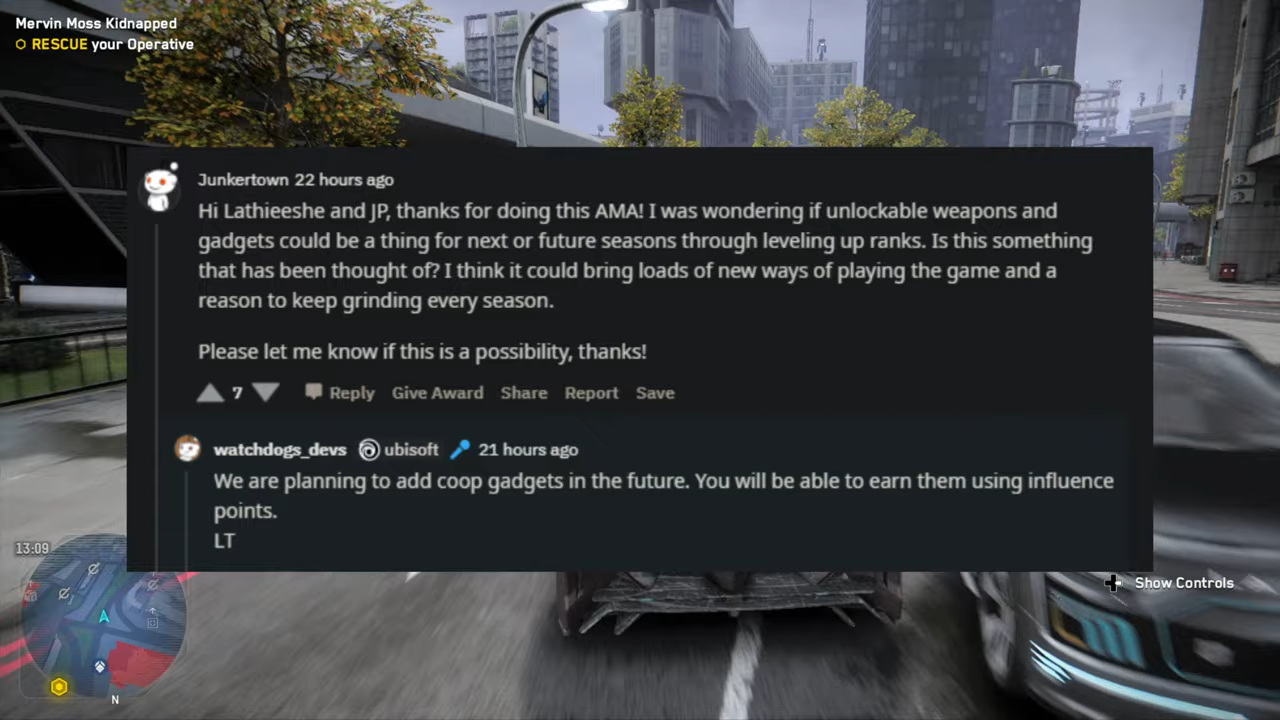 Mervin Moss Kidnapped
RESCUE your Operative
Junkertown 22 hours ago
Hi Lathieeshe and JP, thanks for doing this AMA! I was wondering if unlockable weapons and
gadgets could be a thing for next or future seasons through leveling up ranks. Is this something
that has been thought of? I think it could bring loads of new ways of playing the game and a
reason to keep grinding every season.
Please let me know if this is a possibility, thanks!
7 Reply Give Award Share Report Save
watchdogs_devs ubisoft 21 hours ago
We are planning to add coop gadgets in the future. You will be able to earn them using influence
points.
LT
13:09
Show Controls
N